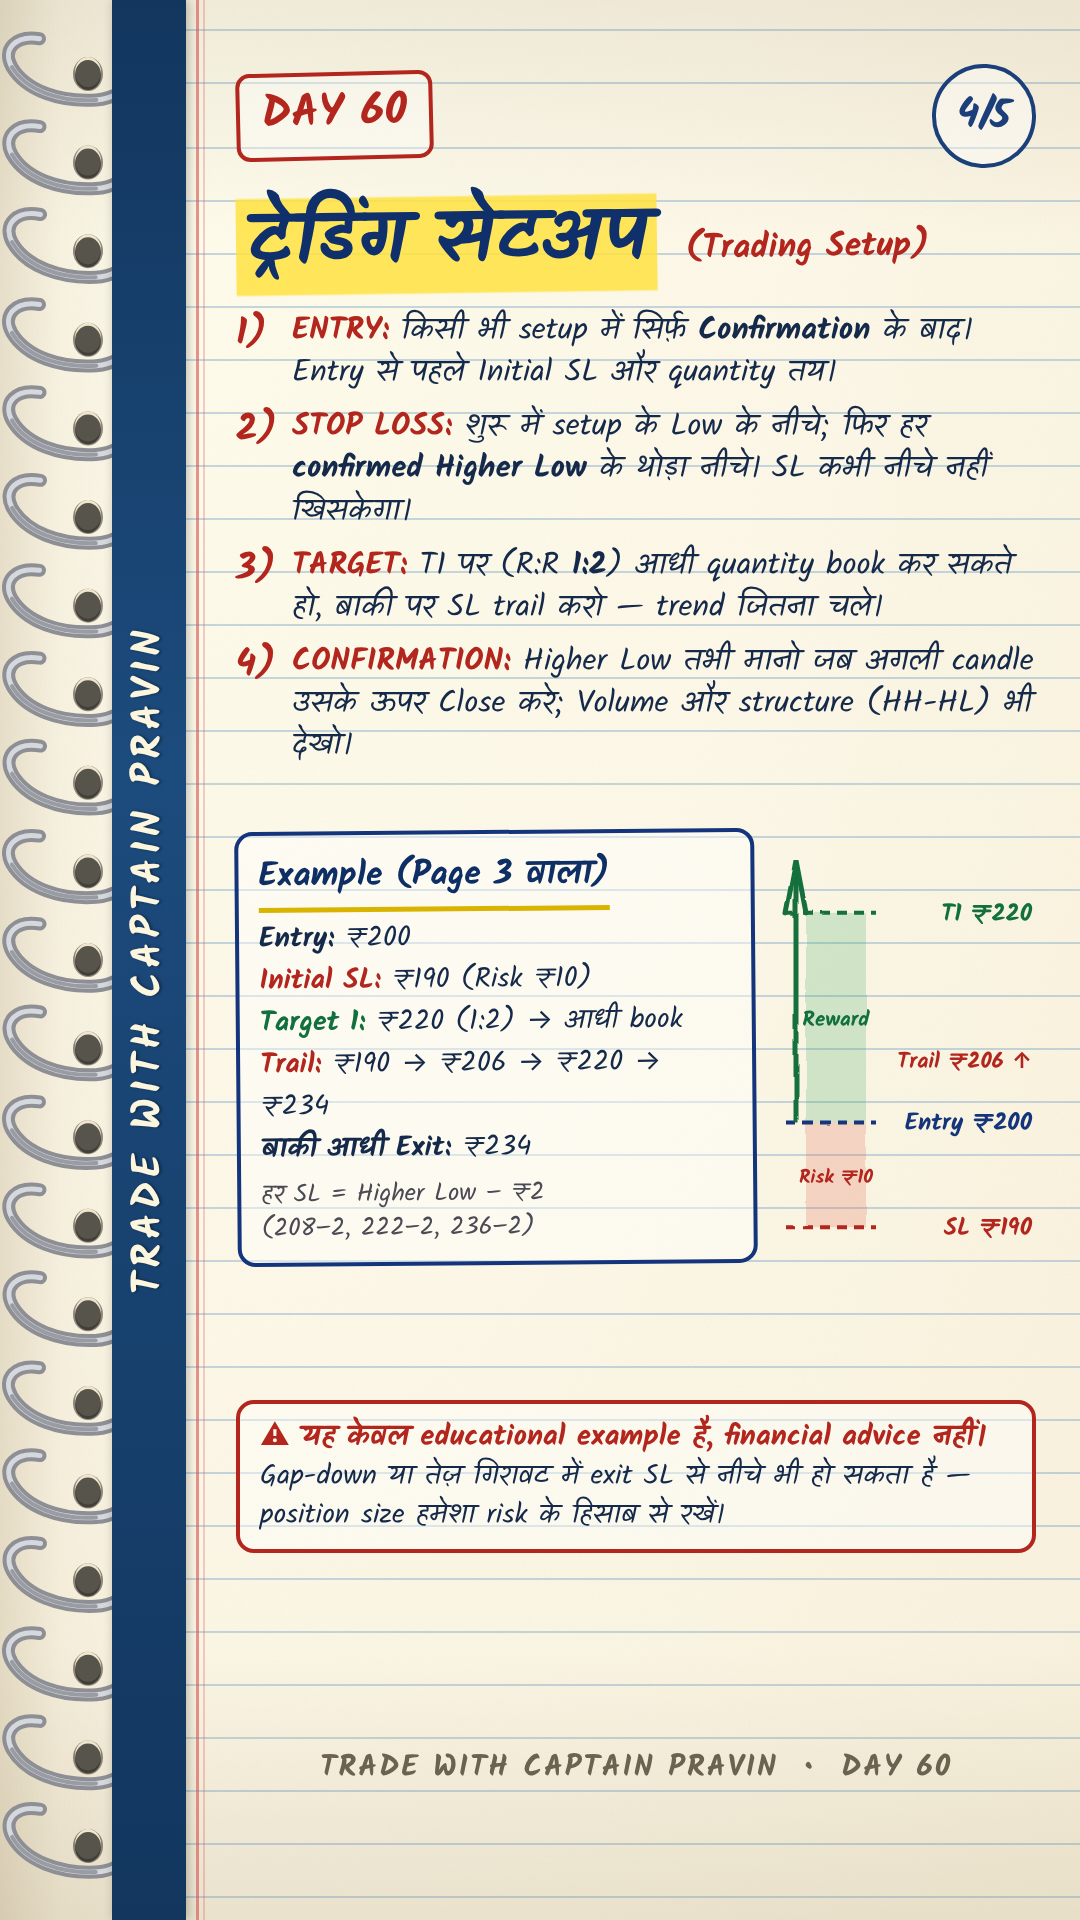 DAY 60
4/5
ट्रेडिंग सेटअप (Trading Setup)
1) ENTRY: किसी भी setup में सिर्फ़ Confirmation के बाद।
Entry से पहले Initial SL और quantity तय।
2) STOP LOSS: शुरू में setup के Low के नीचे; फिर हर
confirmed Higher Low के थोड़ा नीचे। SL कभी नीचे नहीं
खिसकेगा।
3) TARGET: T1 पर (R:R 1:2) आधी quantity book कर सकते
हो, बाकी पर SL trail करो — trend जितना चले।
4) CONFIRMATION: Higher Low तभी मानो जब अगली candle
उसके ऊपर Close करे; Volume और structure (HH-HL) भी
देखो।
Example (Page 3 वाला)
Entry: ₹200
Initial SL: ₹190 (Risk ₹10)
Target 1: ₹220 (1:2) → आधी book
Trail: ₹190 → ₹206 → ₹220 →
₹234
बाकी आधी Exit: ₹234
हर SL = Higher Low − ₹2
(208−2, 222−2, 236−2)
T1 ₹220
Reward
Trail ₹206 ↑
Entry ₹200
Risk ₹10
SL ₹190
⚠ यह केवल educational example है, financial advice नहीं।
Gap-down या तेज़ गिरावट में exit SL से नीचे भी हो सकता है —
position size हमेशा risk के हिसाब से रखें।
TRADE WITH CAPTAIN PRAVIN · DAY 60
TRADE WITH CAPTAIN PRAVIN